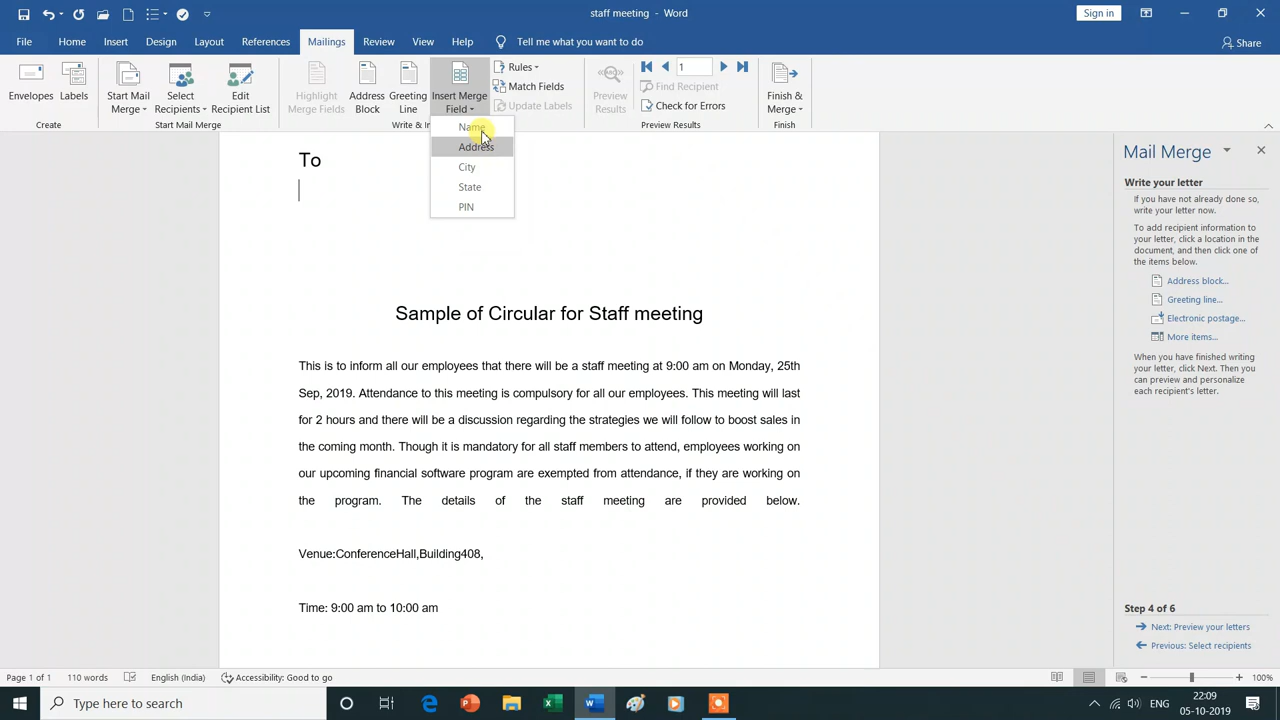 staff meeting - Word
Sign in
File Home Insert Design Layout References Mailings Review View Help Tell me what you want to do
Share
Envelopes Labels
Create
Start Mail Merge Select Recipients Edit Recipient List
Start Mail Merge
Highlight Merge Fields Address Block Greeting Line Insert Merge Field
Rules
Match Fields
Update Labels
Write & In
Preview Results
1
Find Recipient
Check for Errors
Preview Results
Finish & Merge
Finish
Name
Address
City
State
PIN
To
Sample of Circular for Staff meeting
This is to inform all our employees that there will be a staff meeting at 9:00 am on Monday, 25th
Sep, 2019. Attendance to this meeting is compulsory for all our employees. This meeting will last
for 2 hours and there will be a discussion regarding the strategies we will follow to boost sales in
the coming month. Though it is mandatory for all staff members to attend, employees working on
our upcoming financial software program are exempted from attendance, if they are working on
the program. The details of the staff meeting are provided below.
Venue:ConferenceHall,Building408,
Time: 9:00 am to 10:00 am
Mail Merge
Write your letter
If you have not already done so,
write your letter now.
To add recipient information to
your letter, click a location in the
document, and then click one of
the items below.
Address block...
Greeting line...
Electronic postage...
More items...
When you have finished writing
your letter, click Next. Then you
can preview and personalize
each recipient's letter.
Step 4 of 6
Next: Preview your letters
Previous: Select recipients
Page 1 of 1 110 words English (India) Accessibility: Good to go
100%
Type here to search
ENG
22:09
05-10-2019